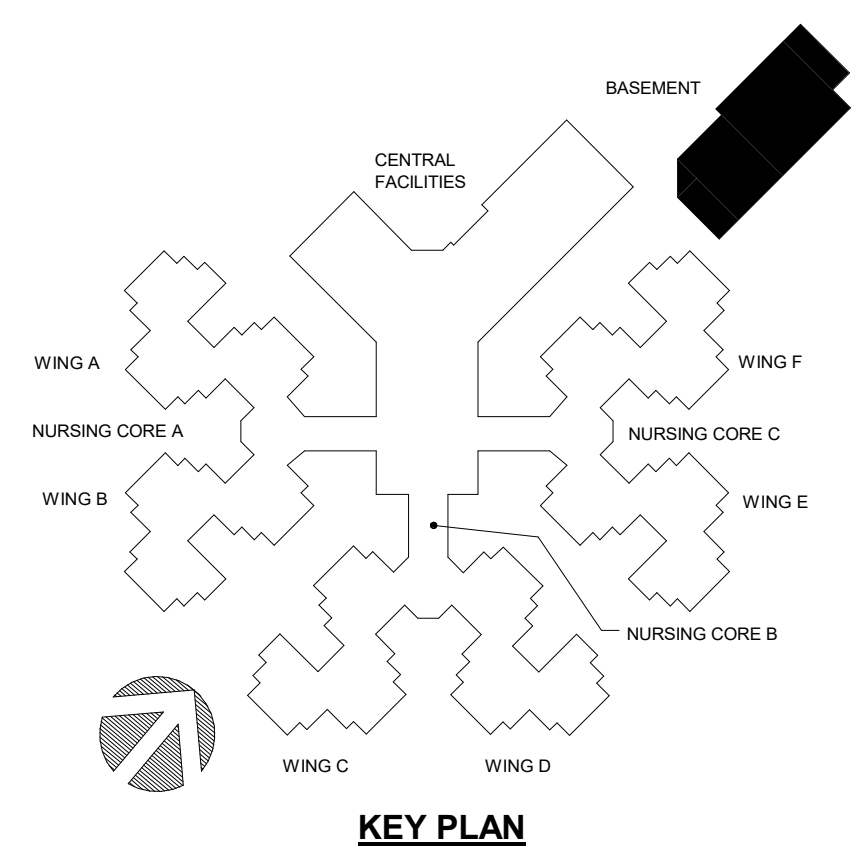 BASEMENT
CENTRAL
FACILITIES
WING A
WING F
NURSING CORE A
NURSING CORE C
WING B
WING E
NURSING CORE B
WING C
WING D
KEY PLAN